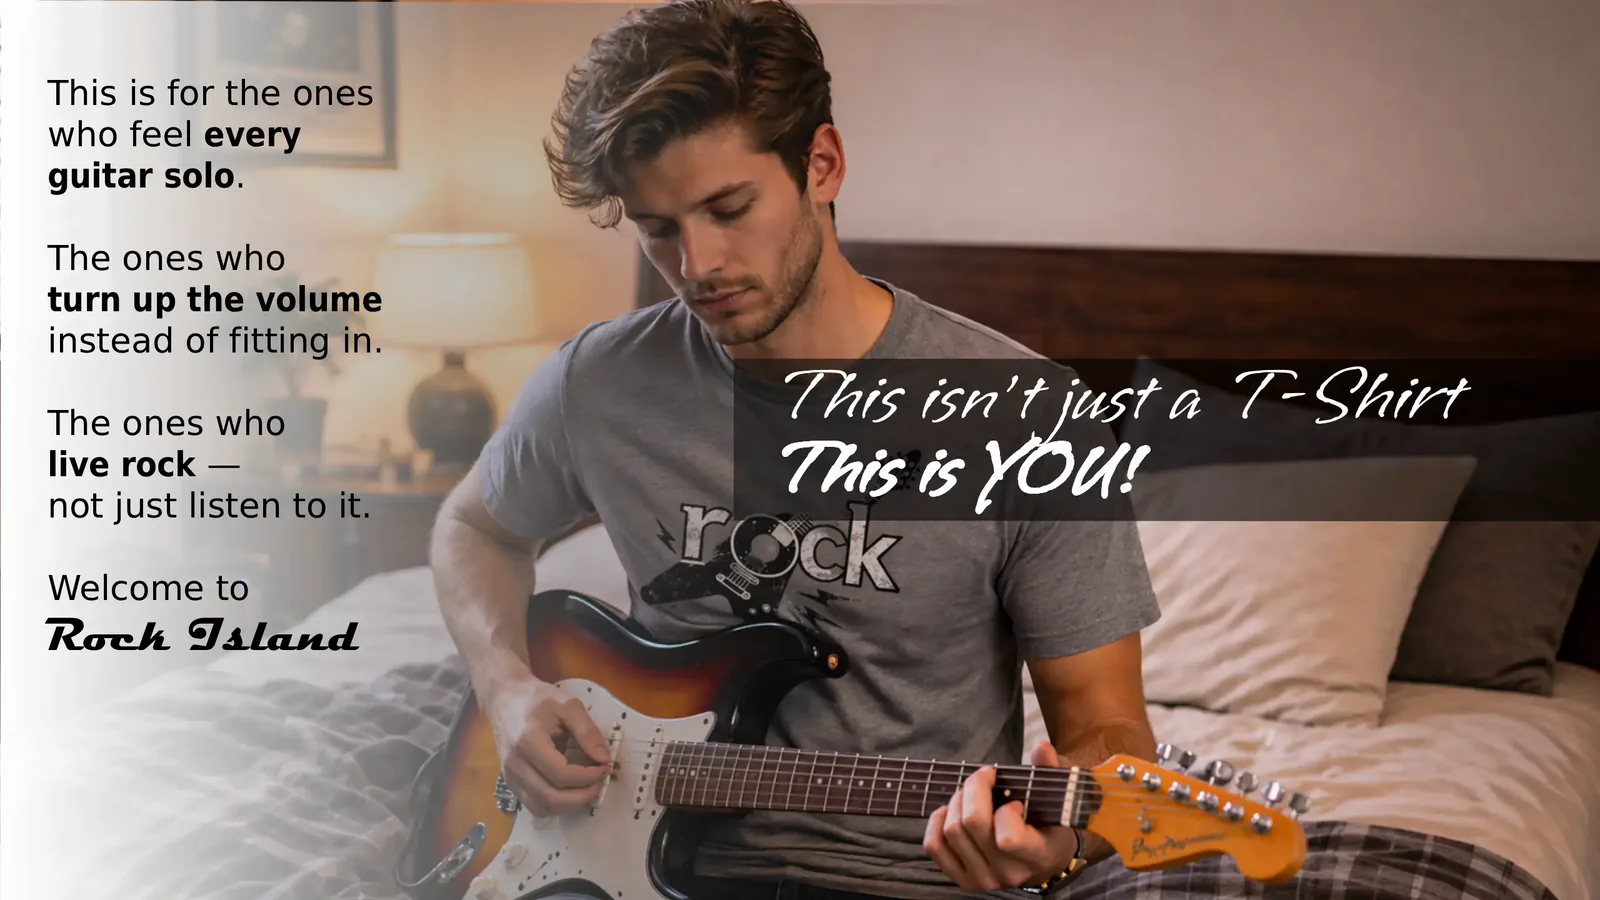 This is for the ones
who feel every
guitar solo.
The ones who
turn up the volume
instead of fitting in.
The ones who
live rock —
not just listen to it.
Welcome to
Rock Island
This isn't just a T-Shirt
This is YOU!
rock